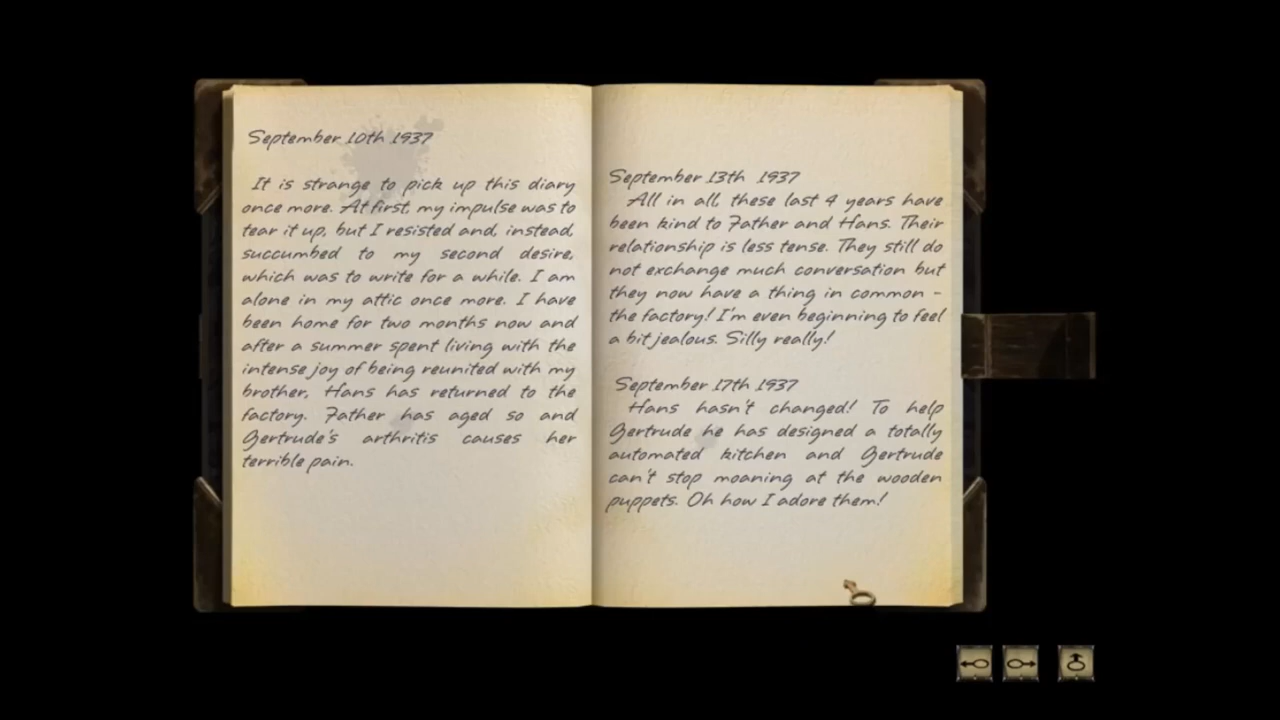 September 10th 1937
It is strange to pick up this diary
once more. At first, my impulse was to
tear it up, but I resisted and, instead,
succumbed to my second desire,
which was to write for a while. I am
alone in my attic once more. I have
been home for two months now and
after a summer spent living with the
intense joy of being reunited with my
brother, Hans has returned to the
factory. Father has aged so and
Gertrude's arthritis causes her
terrible pain.
September 13th 1937
All in all, these last 4 years have
been kind to Father and Hans. Their
relationship is less tense. They still do
not exchange much conversation but
they now have a thing in common -
the factory! I'm even beginning to feel
a bit jealous. Silly really!
September 17th 1937
Hans hasn't changed! To help
Gertrude he has designed a totally
automated kitchen and Gertrude
can't stop moaning at the wooden
puppets. Oh how I adore them!